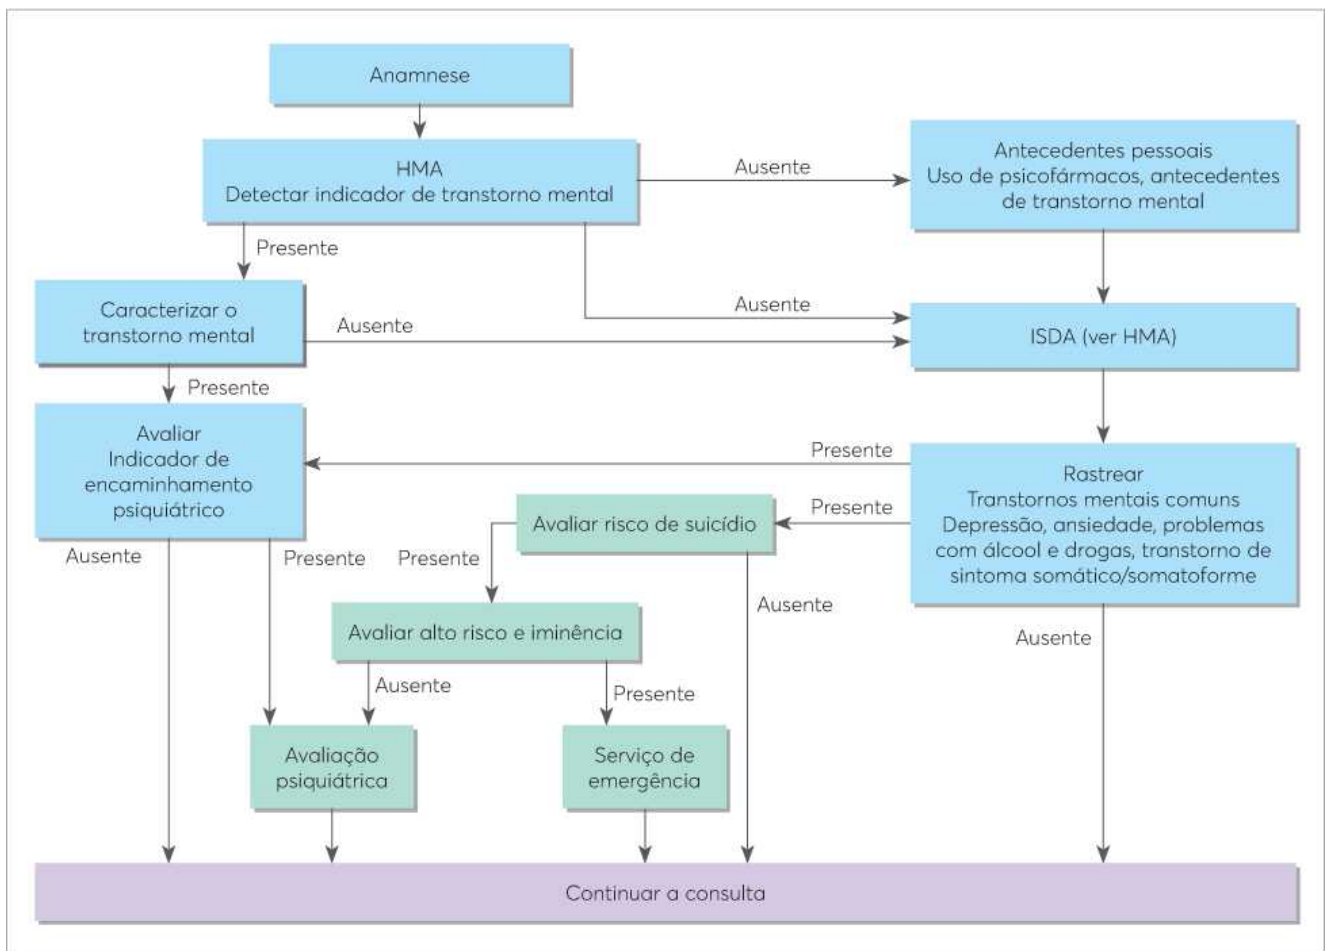 Anamnese
HMA
Detectar indicador de transtorno mental
Ausente
Antecedentes pessoais
Uso de psicofármacos, antecedentes
de transtorno mental
Presente
Caracterizar o
transtorno mental
Ausente
Ausente
ISDA (ver HMA)
Presente
Avaliar
Indicador de
encaminhamento
psiquiátrico
Presente
Rastrear
Transtornos mentais comuns
Depressão, ansiedade, problemas
com álcool e drogas, transtorno de
sintoma somático/somatoforme
Presente
Avaliar risco de suicídio
Ausente
Presente
Presente
Ausente
Avaliar alto risco e iminência
Ausente
Ausente
Presente
Avaliação
psiquiátrica
Serviço de
emergência
Continuar a consulta